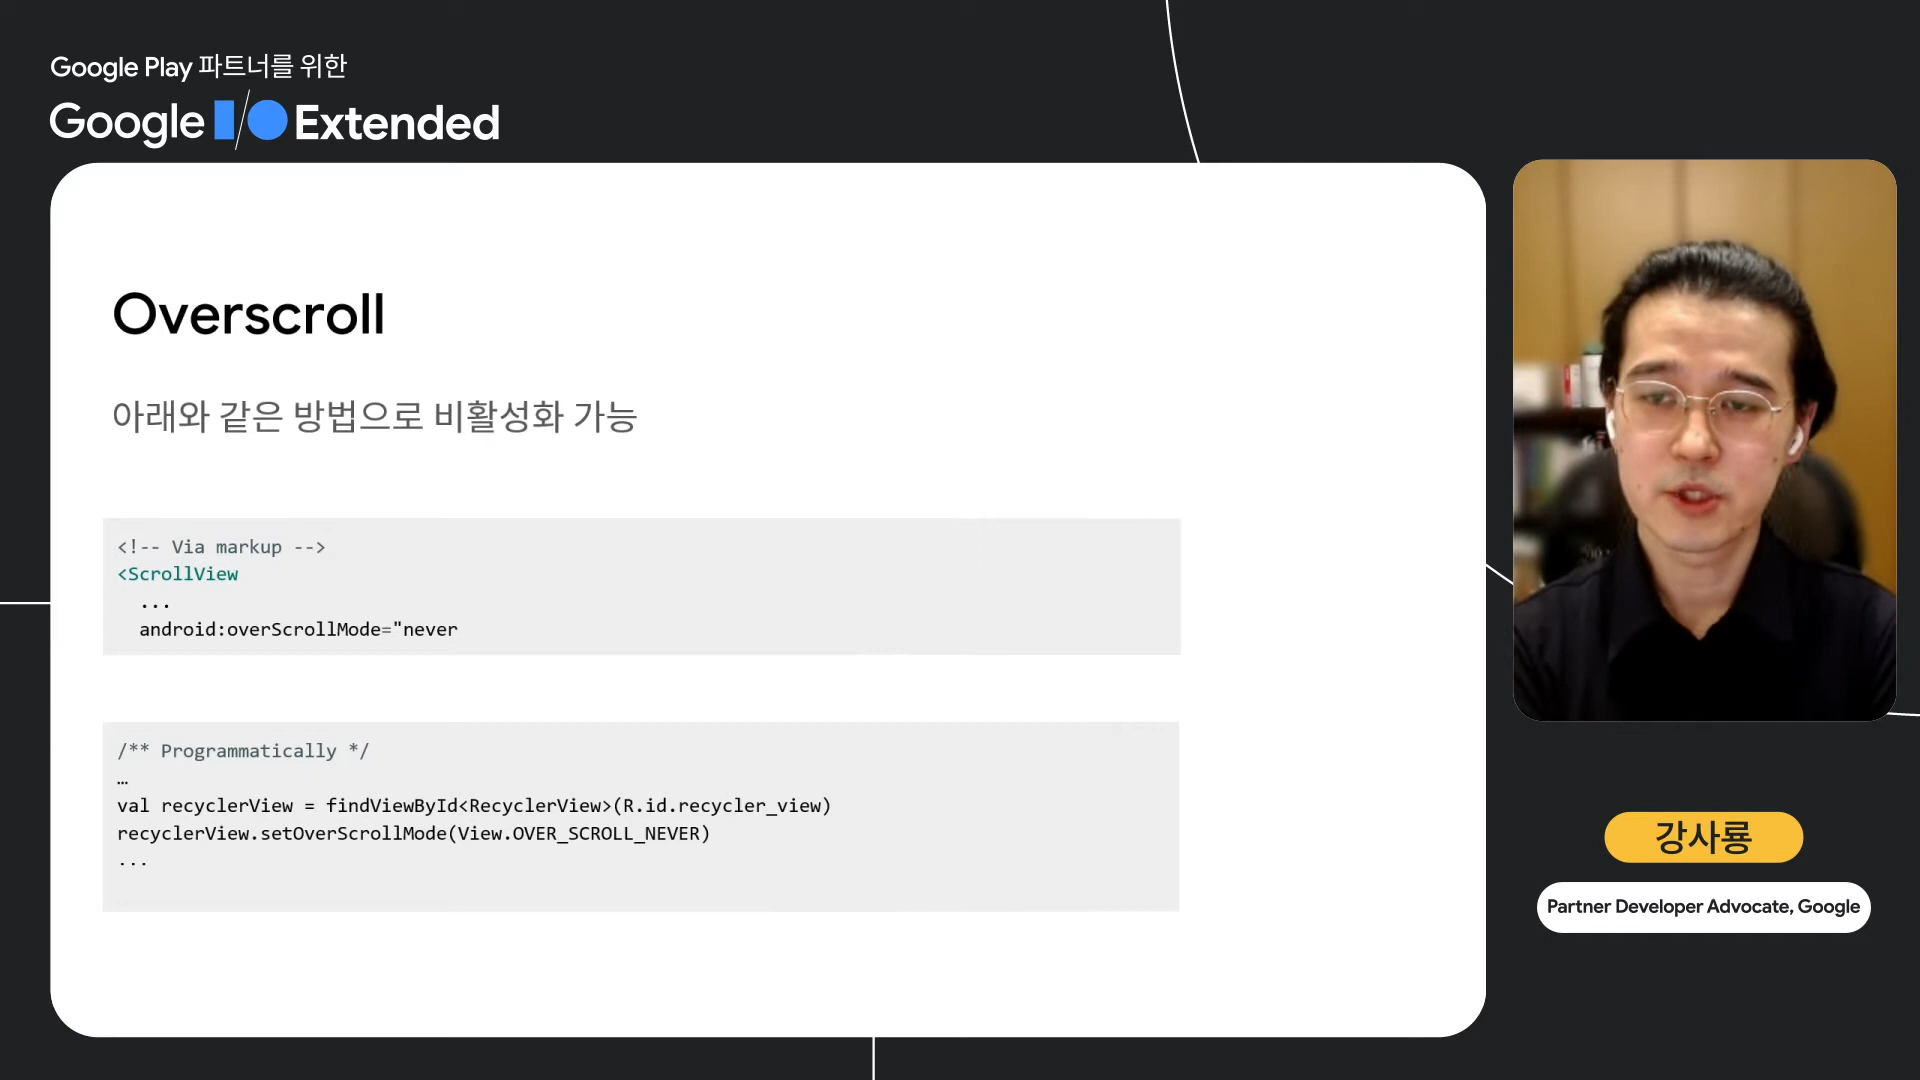 Google Play 파트너를 위한
Google I/O Extended
Overscroll
아래와 같은 방법으로 비활성화 가능
<!-- Via markup -->
<ScrollView
...
android:overScrollMode="never
/** Programmatically */
…
val recyclerView = findViewById<RecyclerView>(R.id.recycler_view)
recyclerView.setOverScrollMode(View.OVER_SCROLL_NEVER)
...
강사룡
Partner Developer Advocate, Google